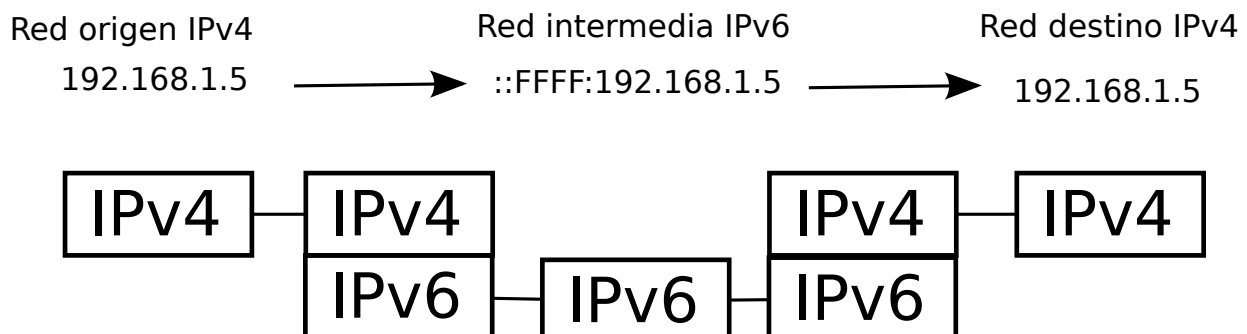 Red origen IPv4
Red intermedia IPv6
Red destino IPv4
192.168.1.5
::FFFF:192.168.1.5
192.168.1.5
IPv4
IPv4
IPv4
IPv4
IPv6
IPv6
IPv6